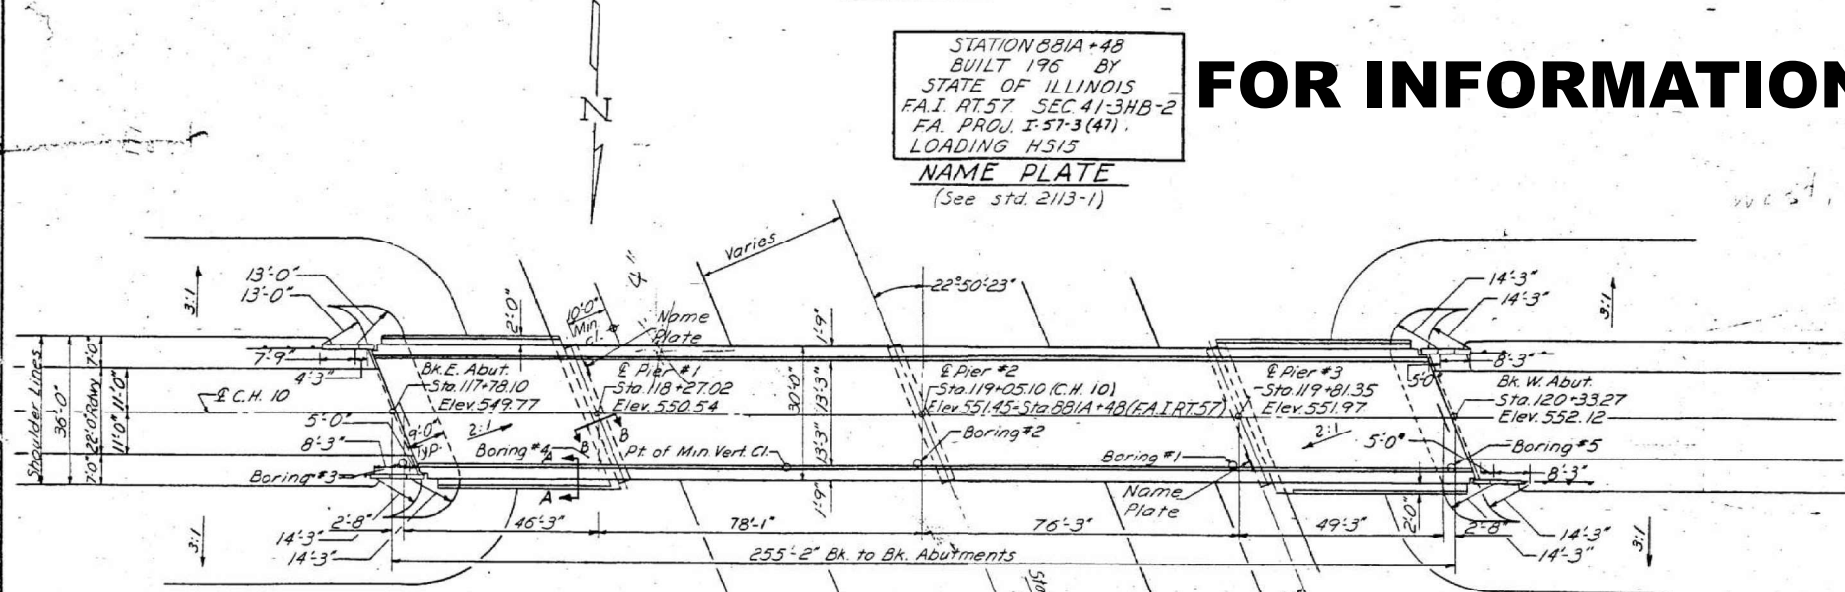 STATION 881A+48
BUILT 196 BY
STATE OF ILLINOIS
F.A.I. RT.57 SEC.41-3HB-2
FA. PROJ. I-57-3(47).
LOADING HS15
NAME PLATE
(See std. 2113-1)
FOR INFORMATION
N
west.
4"
Varies
22°50'-23"
13'-0"
13'-0"
3:1
10'-0"
Min.
cl.
2'-0"
Name
Plate
1'-9"
14'-3"
14'-3"
3:1
Shoulder Lines
36'-0"
7'-0"
22'-0" Rdwy.
7'-0"
11'-0"
11'-0"
7'-9"
4'-3"
℄ C.H. 10
5'-0"
8'-3"
Boring #3
Bk. E. Abut.
Sta. 117+78.10
Elev. 549.77
9'-0"
Typ.
2:1
Boring #4
A
A
B
B
℄ Pier #1
Sta. 118+27.02
Elev. 550.54
Pt of Min. Vert. Cl.
30'-0"
13'-3"
13'-3"
1'-9"
℄ Pier #2
Sta. 119+05.10 (C.H. 10)
Elev. 551.45=Sta 881A+48 (F.A.I. RT 57)
Boring #2
℄ Pier #3
Sta. 119+81.35
Elev. 551.97
Boring #1
Name
Plate
2:1
5'-0"
8'-3"
5'-0"
Bk. W. Abut.
Sta. 120+33.27
Elev. 552.12
Boring #5
8'-3"
2'-0"
3:1
2'-8"
14'-3"
14'-3"
46'-3"
78'-1"
76'-3"
49'-3"
2'-8"
14'-3"
14'-3"
3:1
255'-2" Bk. to Bk. Abutments
Sta